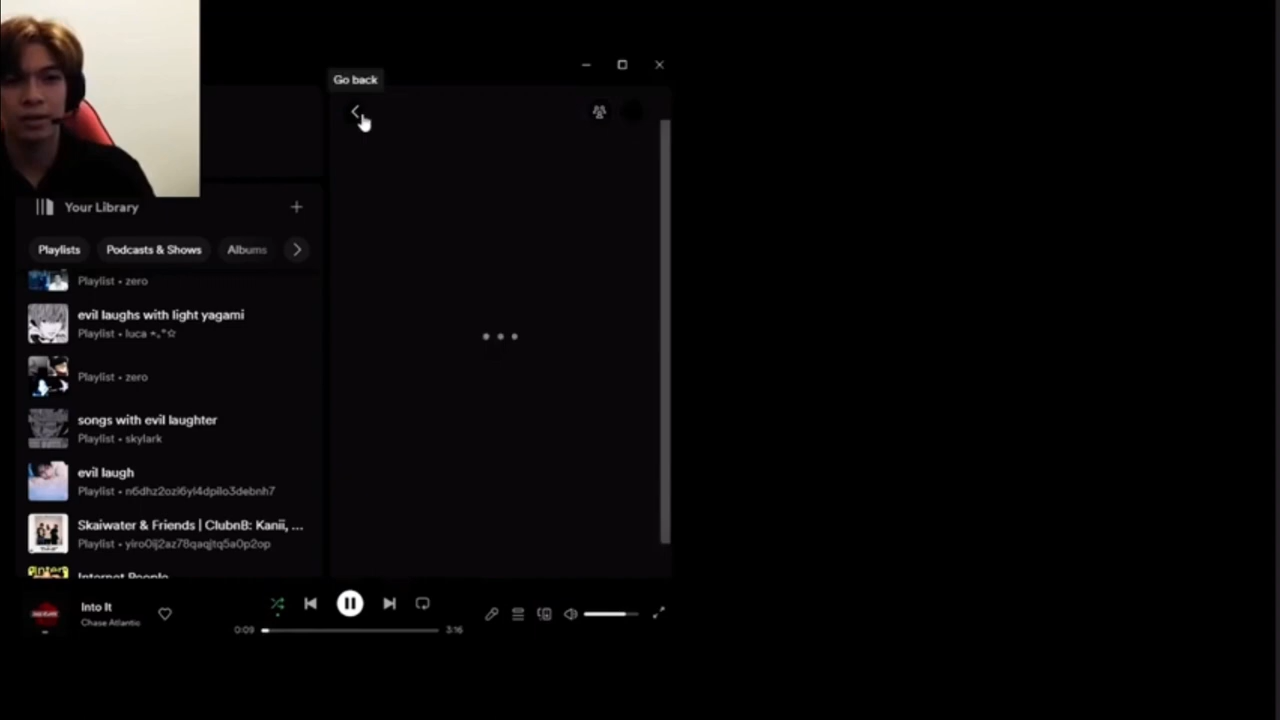 Go back
Your Library
Playlists
Podcasts & Shows
Albums
Playlist • zero
evil laughs with light yagami
Playlist • luca ⋆｡°☆
Playlist • zero
songs with evil laughter
Playlist • skylark
evil laugh
Playlist • n6dhz2ozi6yl4dpilo3debnh7
Skaiwater & Friends | Clubn8: Kanii, ...
Playlist • yiro0ij2az78qaqjtq5a0p2op
Internet People
Into It
Chase Atlantic
0:09
3:16